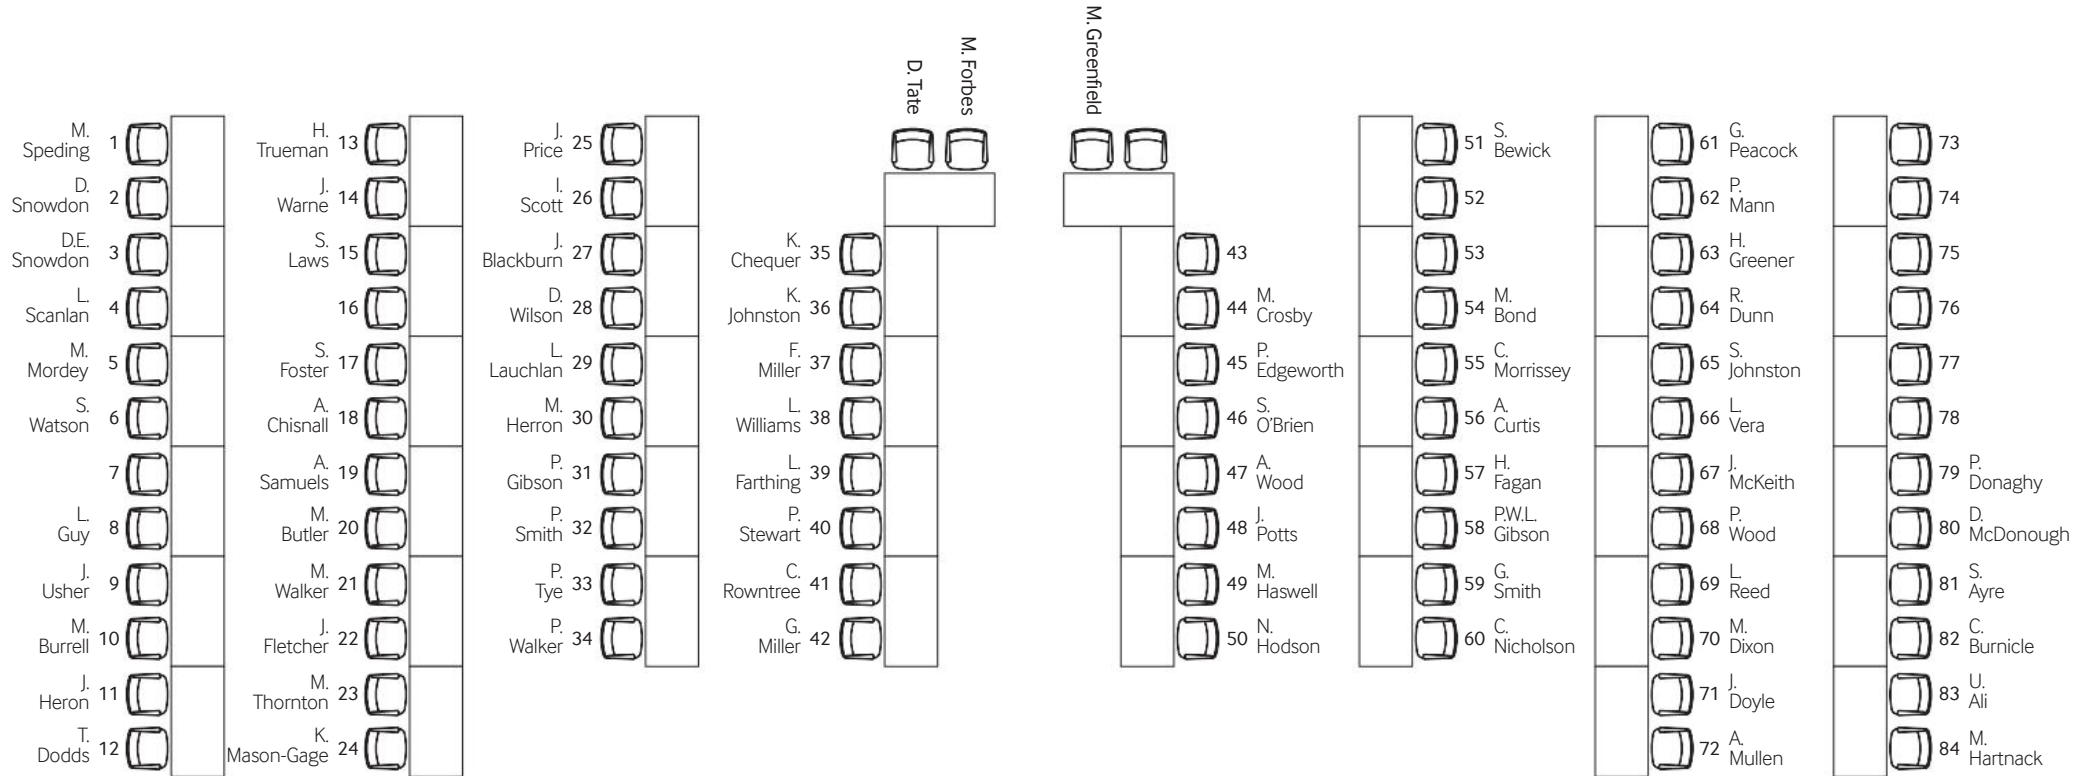 D. Tate
M. Forbes
M. Greenfield
M.
Speding 1
D.
Snowdon 2
D.E.
Snowdon 3
L.
Scanlan 4
M.
Mordey 5
S.
Watson 6
7
L.
Guy 8
J.
Usher 9
M.
Burrell 10
J.
Heron 11
T.
Dodds 12
H.
Trueman 13
J.
Warne 14
S.
Laws 15
16
S.
Foster 17
A.
Chisnall 18
A.
Samuels 19
M.
Butler 20
M.
Walker 21
J.
Fletcher 22
M.
Thornton 23
K.
Mason-Gage 24
J.
Price 25
I.
Scott 26
J.
Blackburn 27
D.
Wilson 28
L.
Lauchlan 29
M.
Herron 30
P.
Gibson 31
P.
Smith 32
P.
Tye 33
P.
Walker 34
K.
Chequer 35
K.
Johnston 36
F.
Miller 37
L.
Williams 38
L.
Farthing 39
P.
Stewart 40
C.
Rowntree 41
G.
Miller 42
43
44 M.
Crosby
45 P.
Edgeworth
46 S.
O'Brien
47 A.
Wood
48 J.
Potts
49 M.
Haswell
50 N.
Hodson
51 S.
Bewick
52
53
54 M.
Bond
55 C.
Morrissey
56 A.
Curtis
57 H.
Fagan
58 P.W.L.
Gibson
59 G.
Smith
60 C.
Nicholson
61 G.
Peacock
62 P.
Mann
63 H.
Greener
64 R.
Dunn
65 S.
Johnston
66 L.
Vera
67 J.
McKeith
68 P.
Wood
69 L.
Reed
70 M.
Dixon
71 J.
Doyle
72 A.
Mullen
73
74
75
76
77
78
79 P.
Donaghy
80 D.
McDonough
81 S.
Ayre
82 C.
Burnicle
83 U.
Ali
84 M.
Hartnack